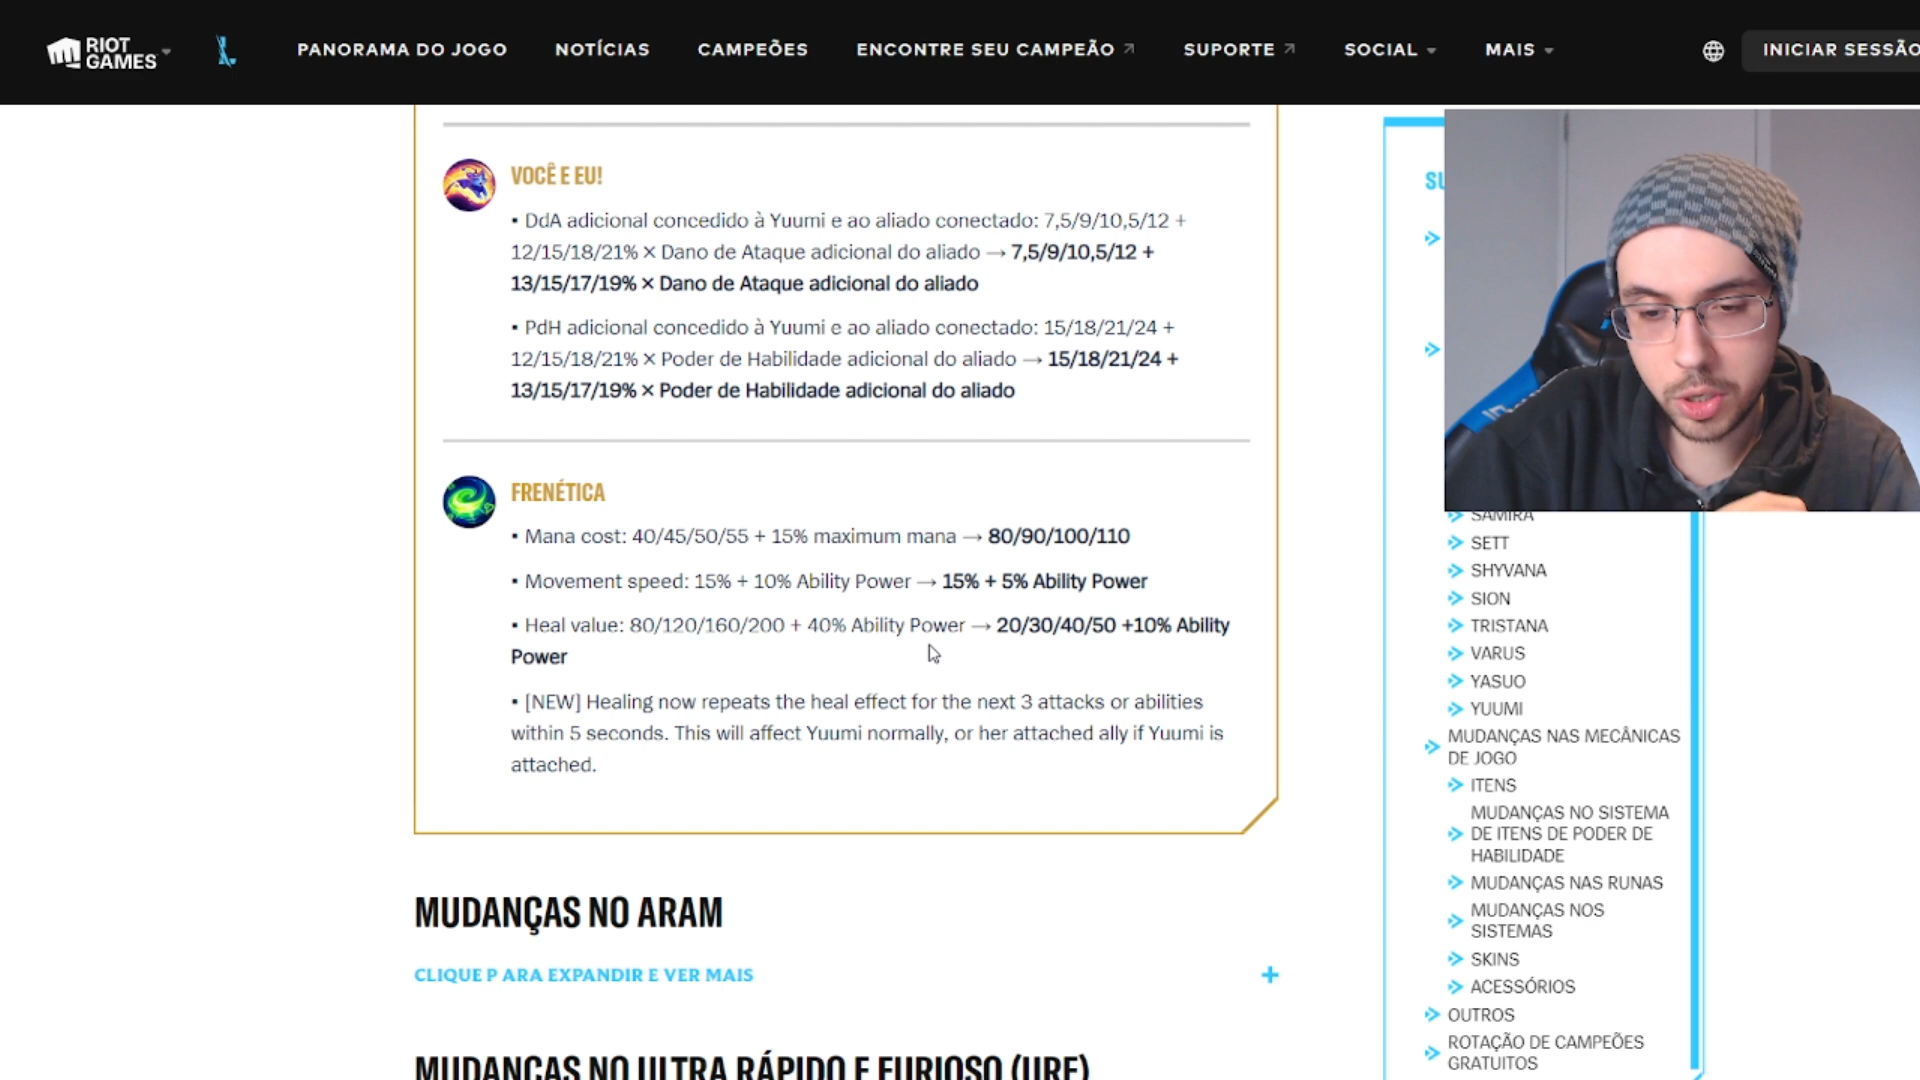 RIOT GAMES
PANORAMA DO JOGO
NOTÍCIAS
CAMPEÕES
ENCONTRE SEU CAMPEÃO
SUPORTE
SOCIAL
MAIS
INICIAR SESSÃO
VOCÊ E EU!
• DdA adicional concedido à Yuumi e ao aliado conectado: 7,5/9/10,5/12 +
12/15/18/21% × Dano de Ataque adicional do aliado → 7,5/9/10,5/12 +
13/15/17/19% × Dano de Ataque adicional do aliado
• PdH adicional concedido à Yuumi e ao aliado conectado: 15/18/21/24 +
12/15/18/21% × Poder de Habilidade adicional do aliado → 15/18/21/24 +
13/15/17/19% × Poder de Habilidade adicional do aliado
FRENÉTICA
• Mana cost: 40/45/50/55 + 15% maximum mana → 80/90/100/110
• Movement speed: 15% + 10% Ability Power → 15% + 5% Ability Power
• Heal value: 80/120/160/200 + 40% Ability Power → 20/30/40/50 +10% Ability
Power
• [NEW] Healing now repeats the heal effect for the next 3 attacks or abilities
within 5 seconds. This will affect Yuumi normally, or her attached ally if Yuumi is
attached.
MUDANÇAS NO ARAM
CLIQUE P ARA EXPANDIR E VER MAIS +
MUDANÇAS NO ULTRA RÁPIDO E FURIOSO (URF)
SAMIRA
SETT
SHYVANA
SION
TRISTANA
VARUS
YASUO
YUUMI
MUDANÇAS NAS MECÂNICAS
DE JOGO
ITENS
MUDANÇAS NO SISTEMA
DE ITENS DE PODER DE
HABILIDADE
MUDANÇAS NAS RUNAS
MUDANÇAS NOS
SISTEMAS
SKINS
ACESSÓRIOS
OUTROS
ROTAÇÃO DE CAMPEÕES
GRATUITOS